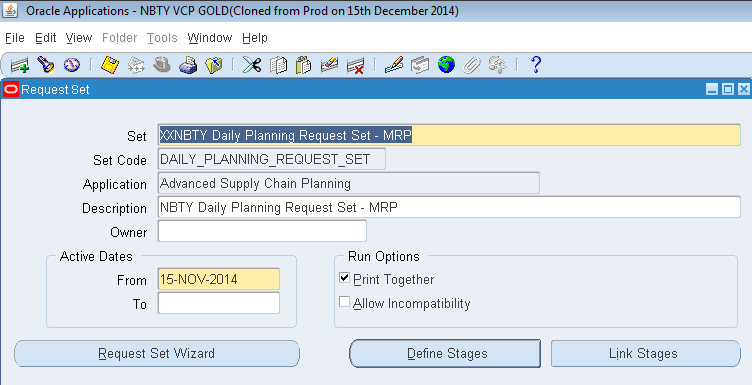 Oracle Applications - NBTY VCP GOLD(Cloned from Prod on 15th December 2014)
File Edit View Folder Tools Window Help
?
Request Set
Set XXNBTY Daily Planning Request Set - MRP
Set Code DAILY_PLANNING_REQUEST_SET
Application Advanced Supply Chain Planning
Description NBTY Daily Planning Request Set - MRP
Owner
Active Dates Run Options
From 15-NOV-2014 Print Together
To Allow Incompatibility
Request Set Wizard Define Stages Link Stages